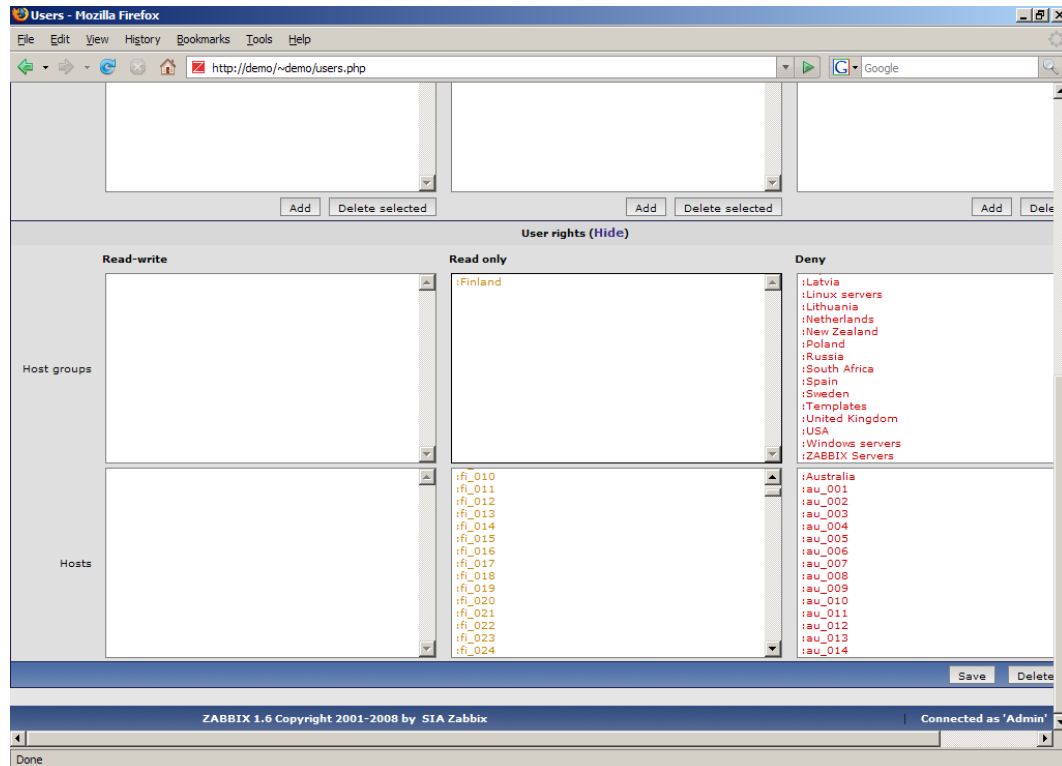 Users - Mozilla Firefox
File Edit View History Bookmarks Tools Help
http://demo/~demo/users.php
G Google
Add Delete selected Add Delete selected Add Dele
User rights (Hide)
Read-write Read only Deny
Host groups
:Finland
:Latvia
:Linux servers
:Lithuania
:Netherlands
:New Zealand
:Poland
:Russia
:South Africa
:Spain
:Sweden
:Templates
:United Kingdom
:USA
:Windows servers
:ZABBIX Servers
Hosts
:fi_010
:fi_011
:fi_012
:fi_013
:fi_014
:fi_015
:fi_016
:fi_017
:fi_018
:fi_019
:fi_020
:fi_021
:fi_022
:fi_023
:fi_024
:Australia
:au_001
:au_002
:au_003
:au_004
:au_005
:au_006
:au_007
:au_008
:au_009
:au_010
:au_011
:au_012
:au_013
:au_014
Save Delete
ZABBIX 1.6 Copyright 2001-2008 by SIA Zabbix | Connected as 'Admin'
Done